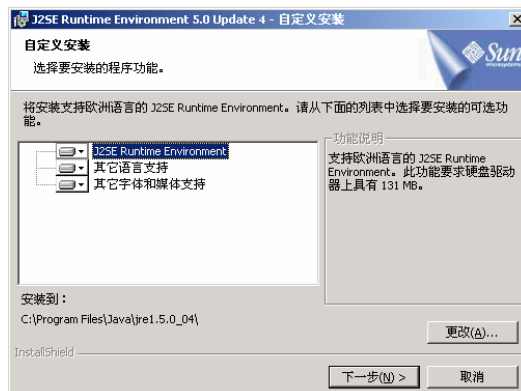 J2SE Runtime Environment 5.0 Update 4 - 自定义安装
自定义安装
选择要安装的程序功能。
Sun
microsystems
将安装支持欧洲语言的 J2SE Runtime Environment。请从下面的列表中选择要安装的可选功
能。
J2SE Runtime Environment
其它语言支持
其它字体和媒体支持
功能说明
支持欧洲语言的 J2SE Runtime
Environment。此功能要求硬盘驱动
器上具有 131 MB。
安装到：
C:\Program Files\Java\jre1.5.0_04\
更改(A)...
InstallShield
下一步(N) >
取消